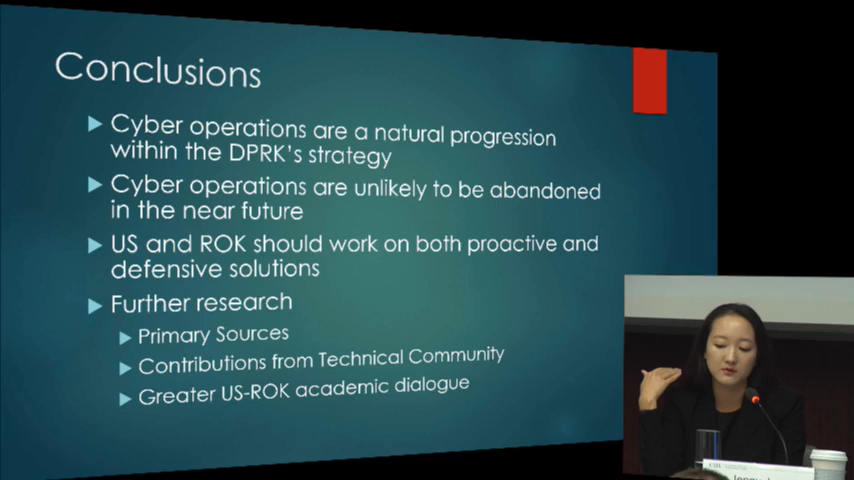 Conclusions
Cyber operations are a natural progression
within the DPRK's strategy
Cyber operations are unlikely to be abandoned
in the near future
US and ROK should work on both proactive and
defensive solutions
Further research
Primary Sources
Contributions from Technical Community
Greater US-ROK academic dialogue
CSIS